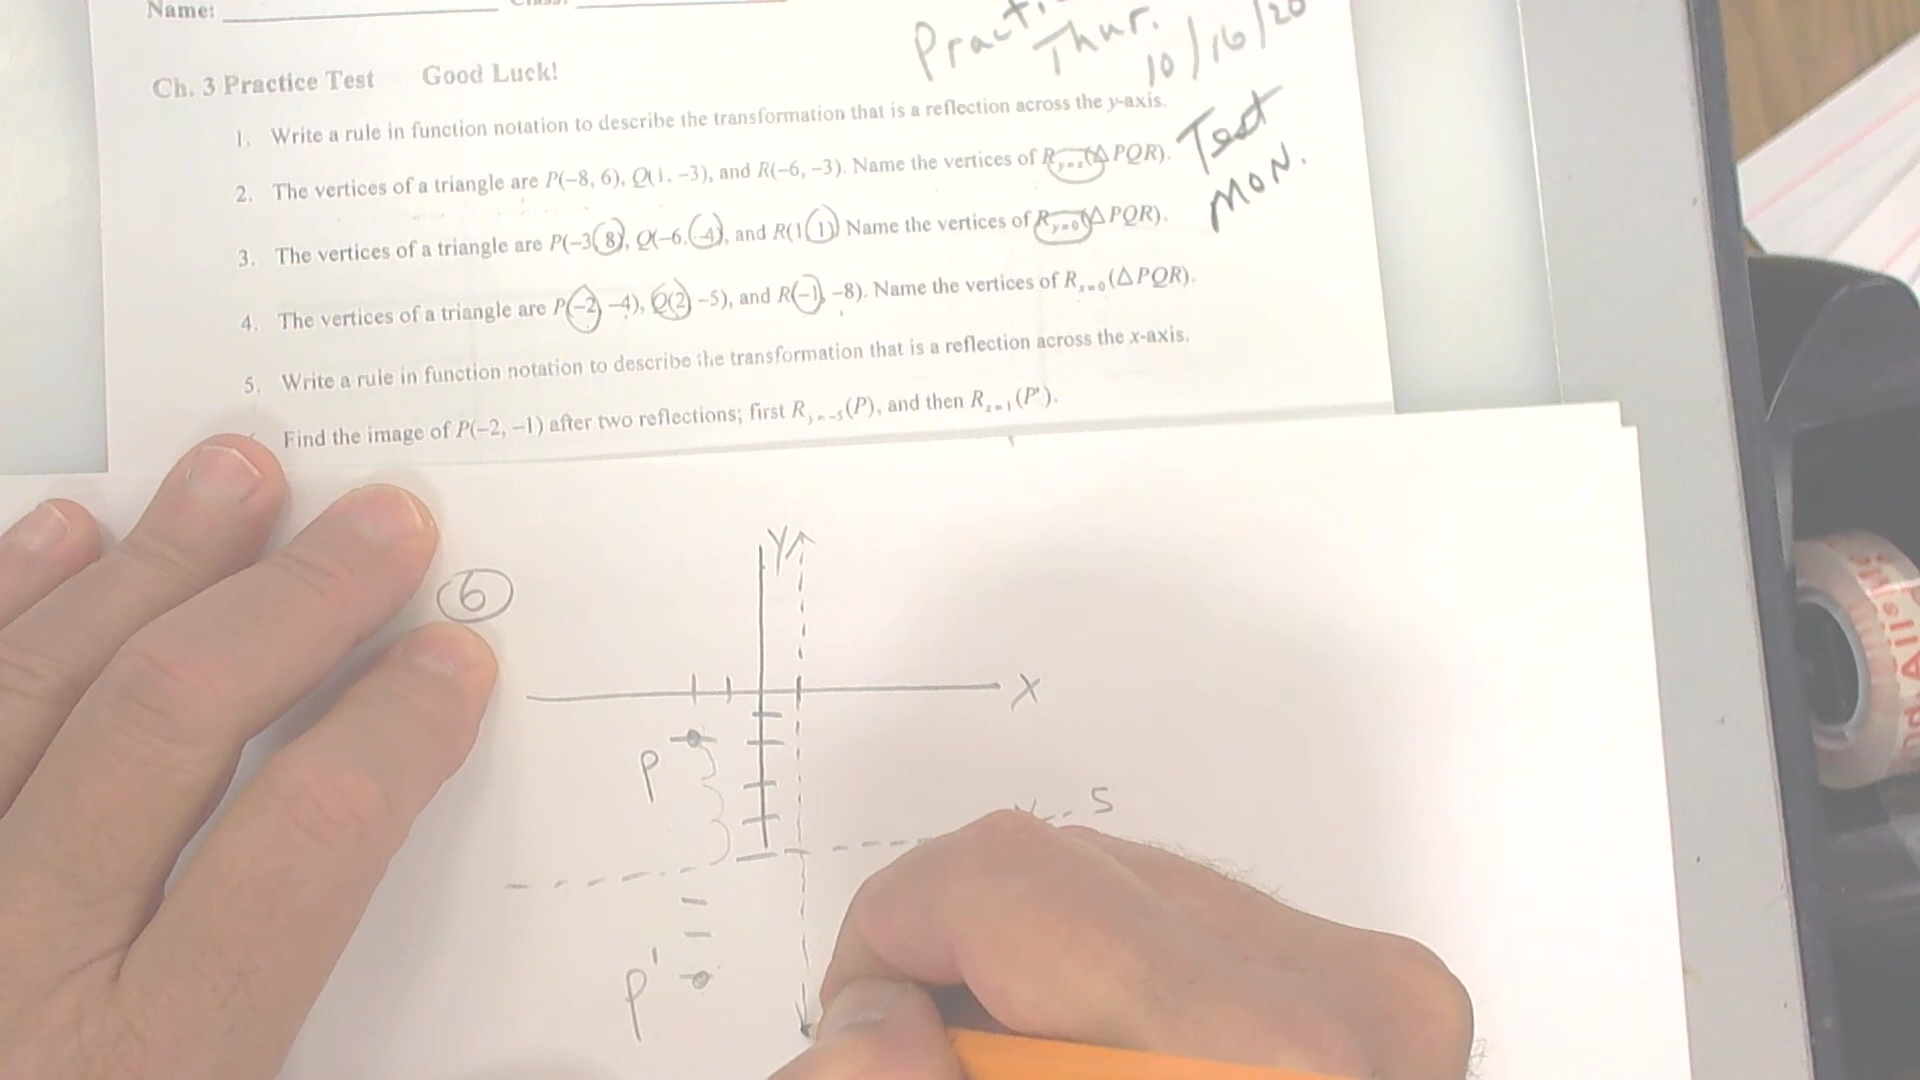 Name:
Thur.
10/16/20
Ch. 3 Practice Test Good Luck!
Test
MON.
1. Write a rule in function notation to describe the transformation that is a reflection across the y-axis.
2. The vertices of a triangle are P(−8, 6), Q(1, −3), and R(−6, −3). Name the vertices of R y=x (△PQR).
3. The vertices of a triangle are P(−3, 8), Q(−6, −4), and R(1, 1) Name the vertices of R y=0 (△PQR).
4. The vertices of a triangle are P(−2, −4), Q(2, −5), and R(−1, −8). Name the vertices of R x=0 (△PQR).
5. Write a rule in function notation to describe the transformation that is a reflection across the x-axis.
Find the image of P(−2, −1) after two reflections; first R y=−5 (P), and then R x=1 (P').
6
Y
X
P
-5
P'